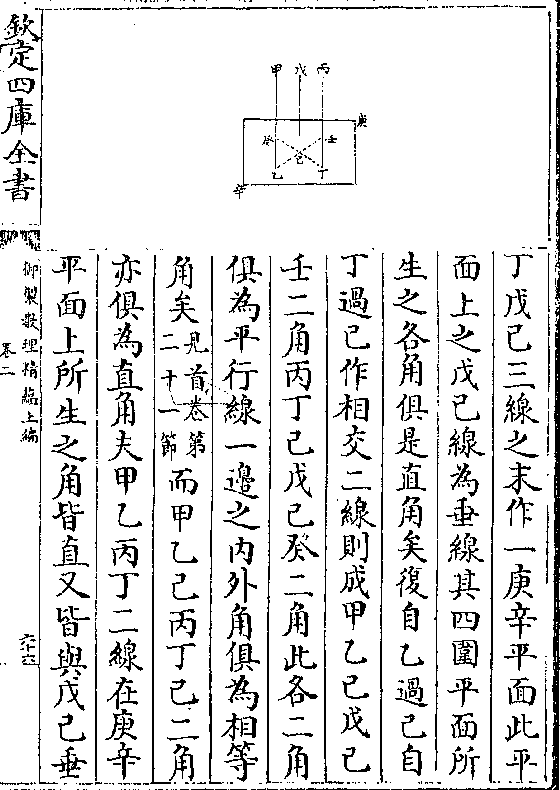 丁戊己三線之末作一庚辛平面此平
面上之戊己線為垂線其四圍平面所
生之各角俱是直角矣復自乙過己自
丁過己作相交二線則成甲乙己戊己
壬二角丙丁己戊己癸二角此各二角
俱為平行線一邊之內外角俱為相等
角矣見首卷第二十一節而甲乙己丙丁己二角
亦俱為直角夫甲乙丙丁二線在庚辛
平面上所生之角皆直又皆與戊己垂
欽定四庫全書
御製數理精蘊上編
卷二
丙
戊
甲
庚
壬
癸
己
丁
乙
辛